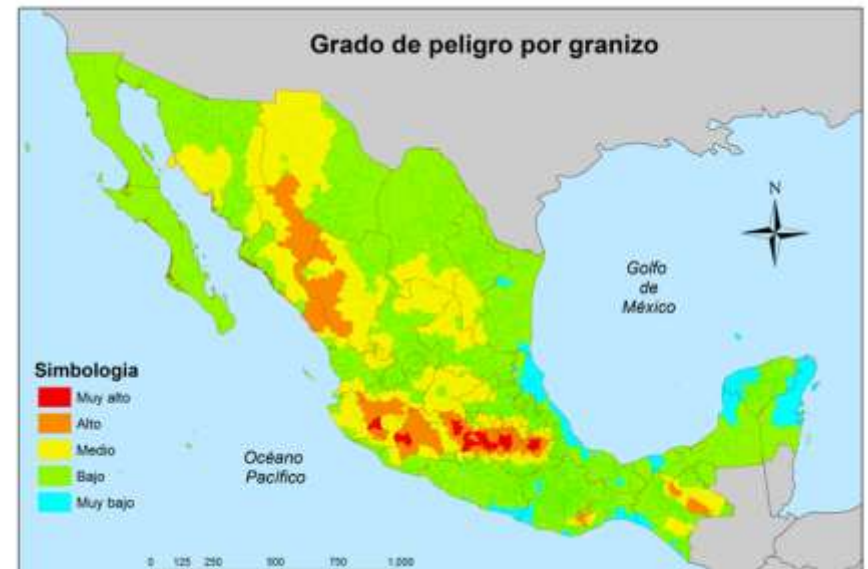 Grado de peligro por granizo
N
Golfo
de
México
Simbologia
Muy alto
Alto
Medio
Bajo
Muy bajo
Océano
Pacífico
0 125 250 500 750 1,000